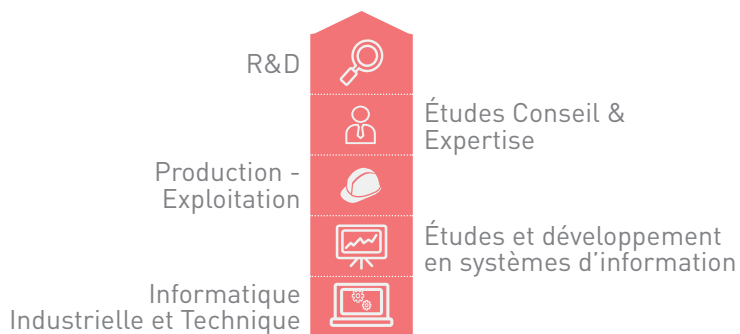 R&D
Études Conseil &
Expertise
Production -
Exploitation
Études et développement
en systèmes d’information
Informatique
Industrielle et Technique